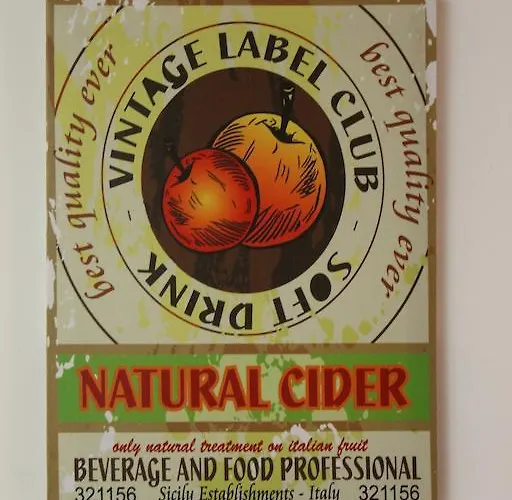 VINTAGE LABEL CLUB
- SOFT DRINK -
best quality ever
best quality ever
NATURAL CIDER
only natural treatment on italian fruit
BEVERAGE AND FOOD PROFESSIONAL
321156 Sicily Establishments - Italy 321156